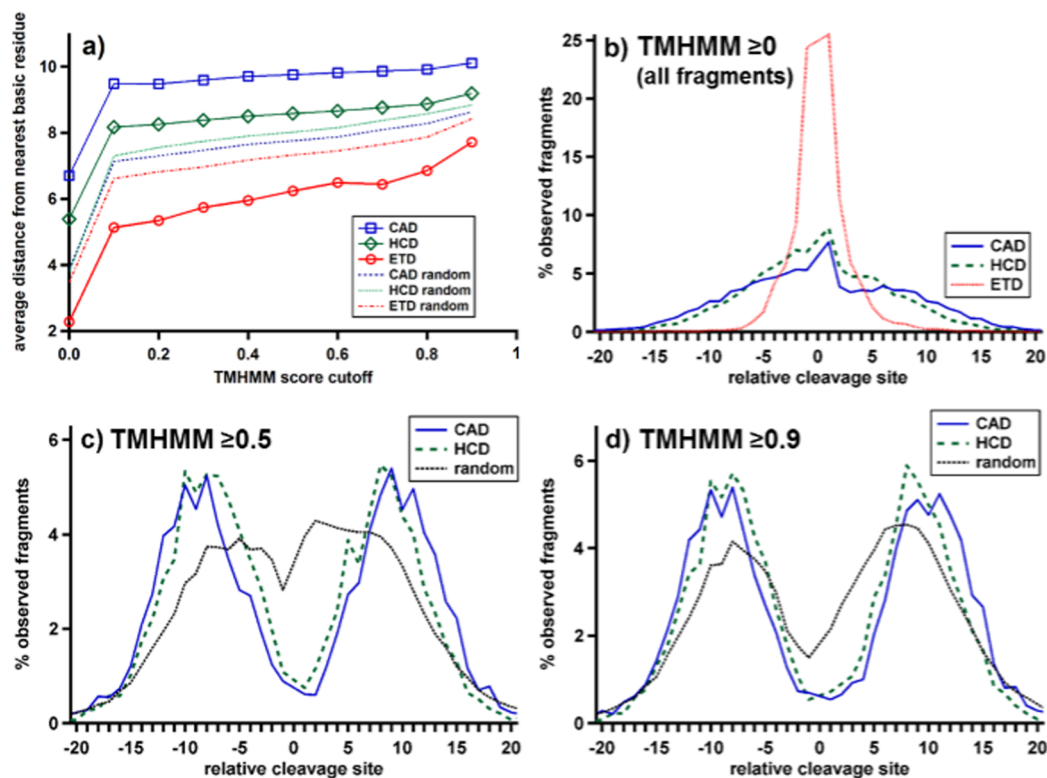 a)
average distance from nearest basic residue
10
8
6
4
2
0.0 0.2 0.4 0.6 0.8 1
TMHMM score cutoff
CAD
HCD
ETD
CAD random
HCD random
ETD random
b) TMHMM ≥0
(all fragments)
% observed fragments
25
20
15
10
5
0
-20 -15 -10 -5 0 5 10 15 20
relative cleavage site
CAD
HCD
ETD
c) TMHMM ≥0.5
% observed fragments
6
4
2
0
-20 -10 -5 0 5 10 20
relative cleavage site
CAD
HCD
random
d) TMHMM ≥0.9
% observed fragments
6
4
2
0
-20 -15 -10 -5 0 5 10 15 20
relative cleavage site
CAD
HCD
random